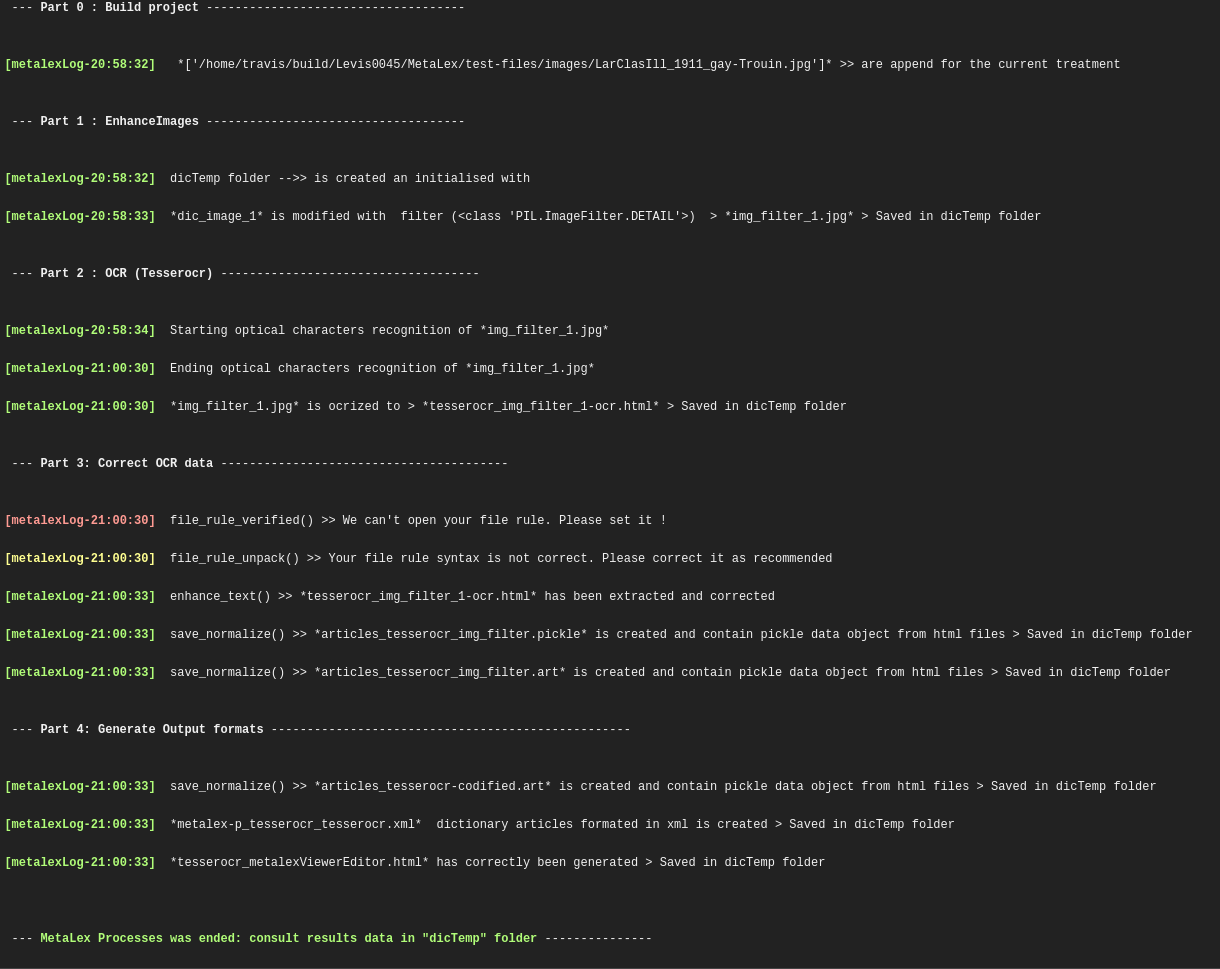 --- Part 0 : Build project ------------------------------------
[metalexLog-20:58:32]   *['/home/travis/build/Levis0045/MetaLex/test-files/images/LarClasIll_1911_gay-Trouin.jpg']* >> are append for the current treatment
--- Part 1 : EnhanceImages ------------------------------------
[metalexLog-20:58:32]  dicTemp folder -->> is created an initialised with
[metalexLog-20:58:33]  *dic_image_1* is modified with  filter (<class 'PIL.ImageFilter.DETAIL'>)  > *img_filter_1.jpg* > Saved in dicTemp folder
--- Part 2 : OCR (Tesserocr) ------------------------------------
[metalexLog-20:58:34]  Starting optical characters recognition of *img_filter_1.jpg*
[metalexLog-21:00:30]  Ending optical characters recognition of *img_filter_1.jpg*
[metalexLog-21:00:30]  *img_filter_1.jpg* is ocrized to > *tesserocr_img_filter_1-ocr.html* > Saved in dicTemp folder
--- Part 3: Correct OCR data ----------------------------------------
[metalexLog-21:00:30]  file_rule_verified() >> We can't open your file rule. Please set it !
[metalexLog-21:00:30]  file_rule_unpack() >> Your file rule syntax is not correct. Please correct it as recommended
[metalexLog-21:00:33]  enhance_text() >> *tesserocr_img_filter_1-ocr.html* has been extracted and corrected
[metalexLog-21:00:33]  save_normalize() >> *articles_tesserocr_img_filter.pickle* is created and contain pickle data object from html files > Saved in dicTemp folder
[metalexLog-21:00:33]  save_normalize() >> *articles_tesserocr_img_filter.art* is created and contain pickle data object from html files > Saved in dicTemp folder
--- Part 4: Generate Output formats --------------------------------------------------
[metalexLog-21:00:33]  save_normalize() >> *articles_tesserocr-codified.art* is created and contain pickle data object from html files > Saved in dicTemp folder
[metalexLog-21:00:33]  *metalex-p_tesserocr_tesserocr.xml*  dictionary articles formated in xml is created > Saved in dicTemp folder
[metalexLog-21:00:33]  *tesserocr_metalexViewerEditor.html* has correctly been generated > Saved in dicTemp folder
--- MetaLex Processes was ended: consult results data in "dicTemp" folder ---------------